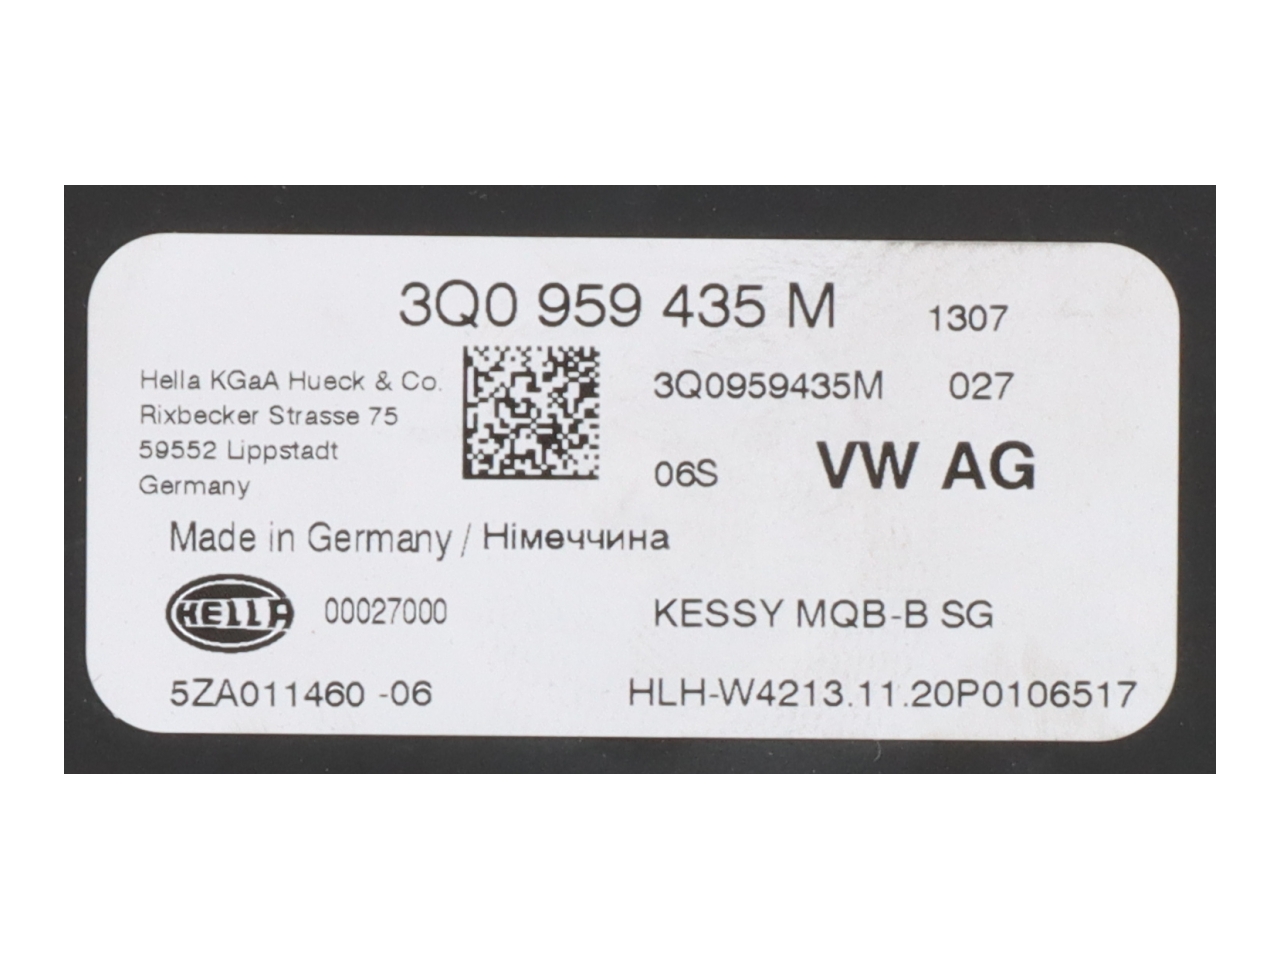 3Q0 959 435 M 1307
Hella KGaA Hueck & Co.
Rixbecker Strasse 75
59552 Lippstadt
Germany
3Q0959435M 027
06S VW AG
Made in Germany / Німеччина
HELLA 00027000 KESSY MQB-B SG
5ZA011460 -06 HLH-W4213.11.20P0106517